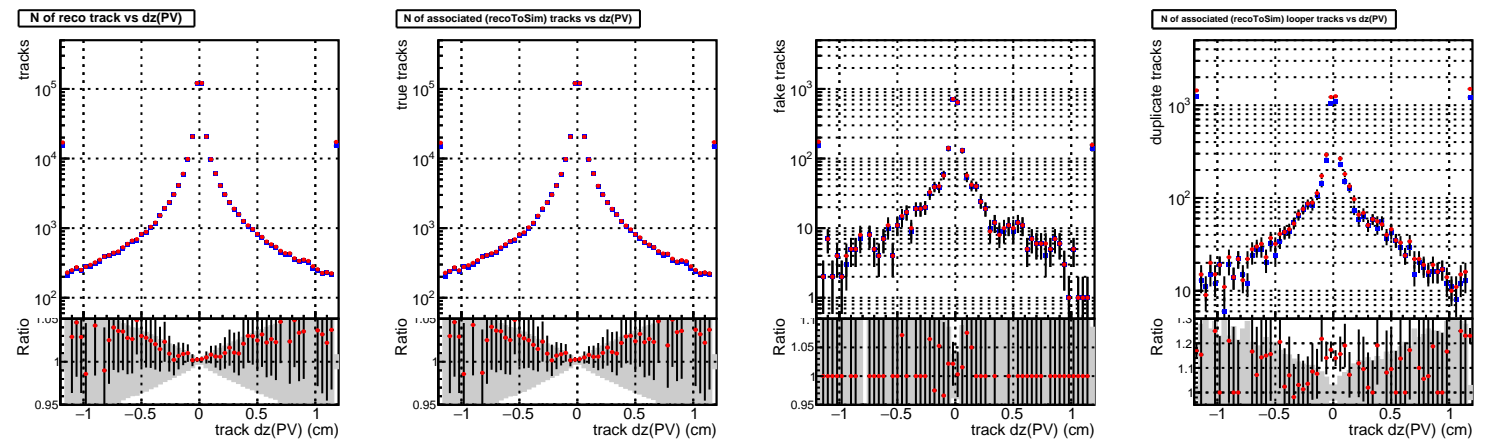 N of reco track vs dz(PV)
tracks
10^5
10^4
10^3
10^2
Ratio
1.05
1
0.95
−1 −0.5 0 0.5 1
track dz(PV) (cm)
N of associated (recoToSim) tracks vs dz(PV)
true tracks
10^5
10^4
10^3
10^2
Ratio
1.05
1
0.95
−1 −0.5 0 0.5 1
track dz(PV) (cm)
fake tracks
10^3
10^2
10
1
Ratio
1.1
1.05
1
0.95
−1 −0.5 0 0.5 1
track dz(PV) (cm)
N of associated (recoToSim) looper tracks vs dz(PV)
duplicate tracks
10^3
10^2
10
Ratio
1.3
1.2
1.1
1
−1 −0.5 0 0.5 1
track dz(PV) (cm)